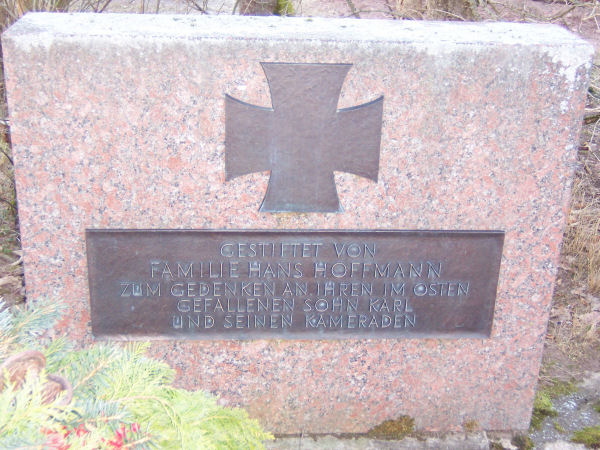 GESTIFTET VON
FAMILIE HANS HOFFMANN
ZUM GEDENKEN AN IHREN IM OSTEN
GEFALLENEN SOHN KARL
UND SEINEN KAMERADEN